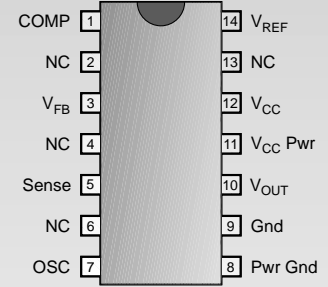 COMP 1 14 VREF
NC 2 13 NC
VFB 3 12 VCC
NC 4 11 VCC Pwr
Sense 5 10 VOUT
NC 6 9 Gnd
OSC 7 8 Pwr Gnd